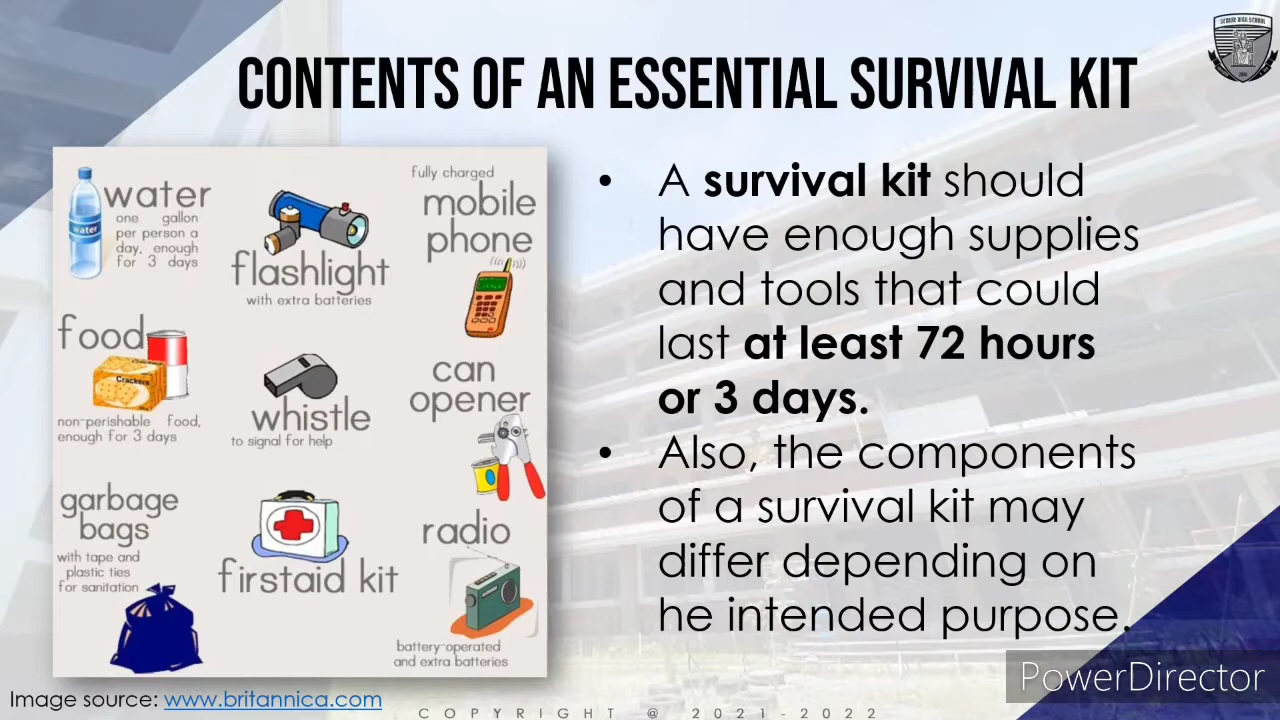 SENIOR HIGH SCHOOL
CONTENTS OF AN ESSENTIAL SURVIVAL KIT
water
one gallon
per person a
day, enough
for 3 days
water
flashlight
with extra batteries
fully charged
mobile
phone
food
Crackers
non-perishable food,
enough for 3 days
whistle
to signal for help
can
opener
garbage
bags
with tape and
plastic ties
for sanitation
firstaid kit
radio
battery-operated
and extra batteries
• A survival kit should
have enough supplies
and tools that could
last at least 72 hours
or 3 days.
• Also, the components
of a survival kit may
differ depending on
he intended purpose.
PowerDirector
Image source: www.britannica.com
COPYRIGHT @ 2021-2022